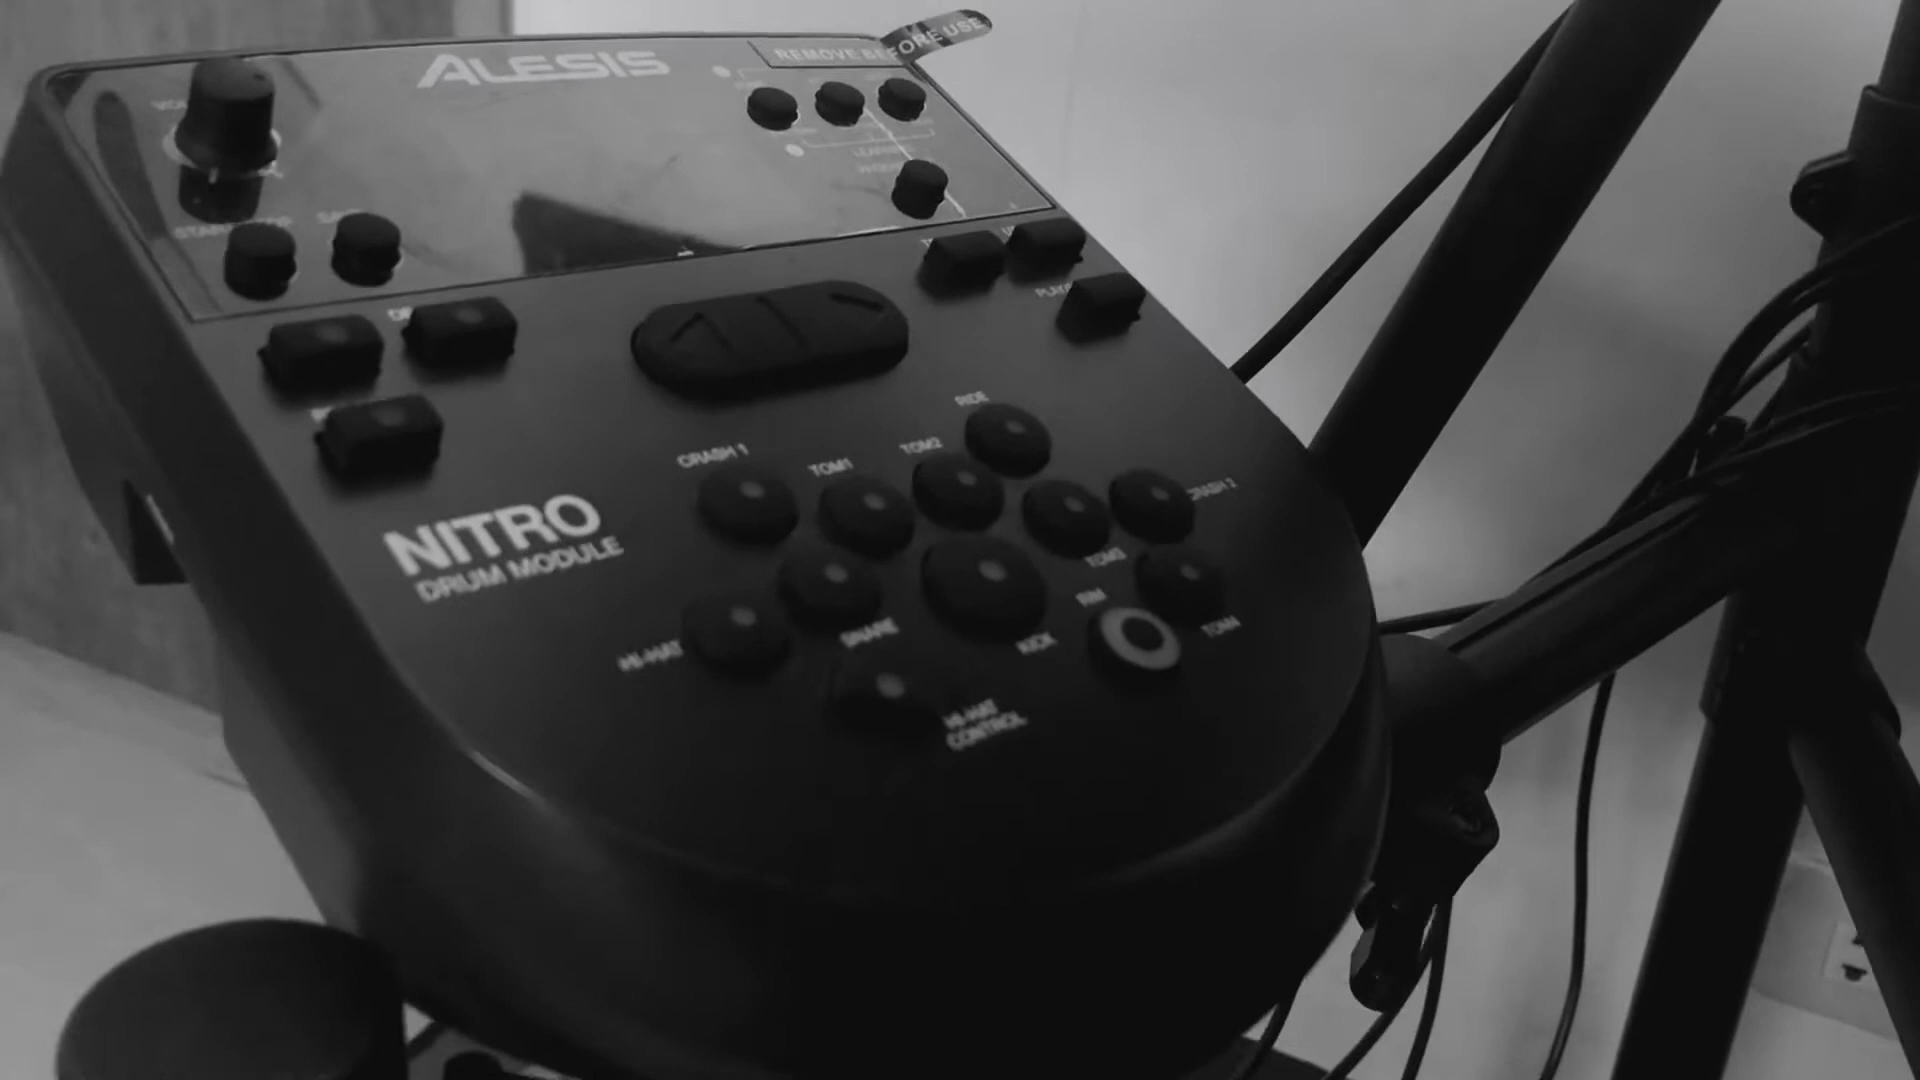 ALESIS
REMOVE BEFORE USE
RIDE
CRASH 1
TOM1
TOM2
CRASH 2
NITRO
DRUM MODULE
TOM3
RIM
TOM4
HI-HAT
SNARE
KICK
HI-HAT
CONTROL